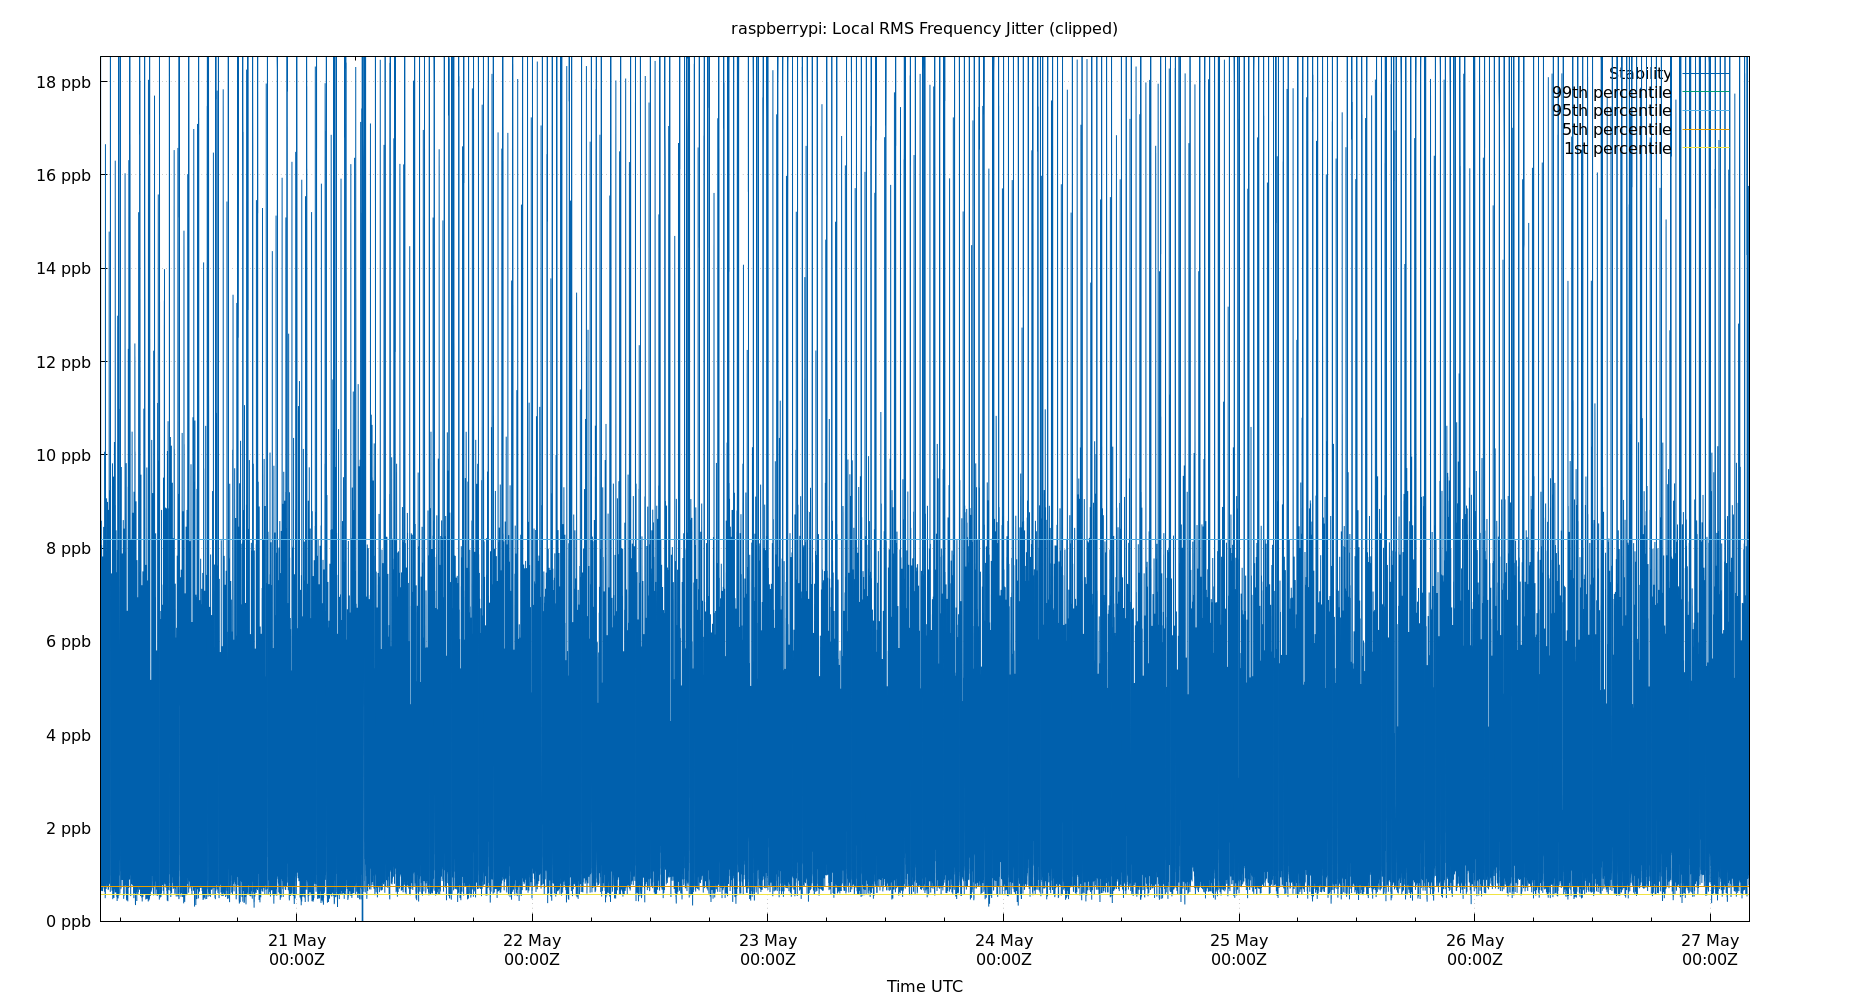 raspberrypi: Local RMS Frequency Jitter (clipped)
18 ppb
16 ppb
14 ppb
12 ppb
10 ppb
8 ppb
6 ppb
4 ppb
2 ppb
0 ppb
Stability
99th percentile
95th percentile
5th percentile
1st percentile
21 May
00:00Z
22 May
00:00Z
23 May
00:00Z
24 May
00:00Z
25 May
00:00Z
26 May
00:00Z
27 May
00:00Z
Time UTC